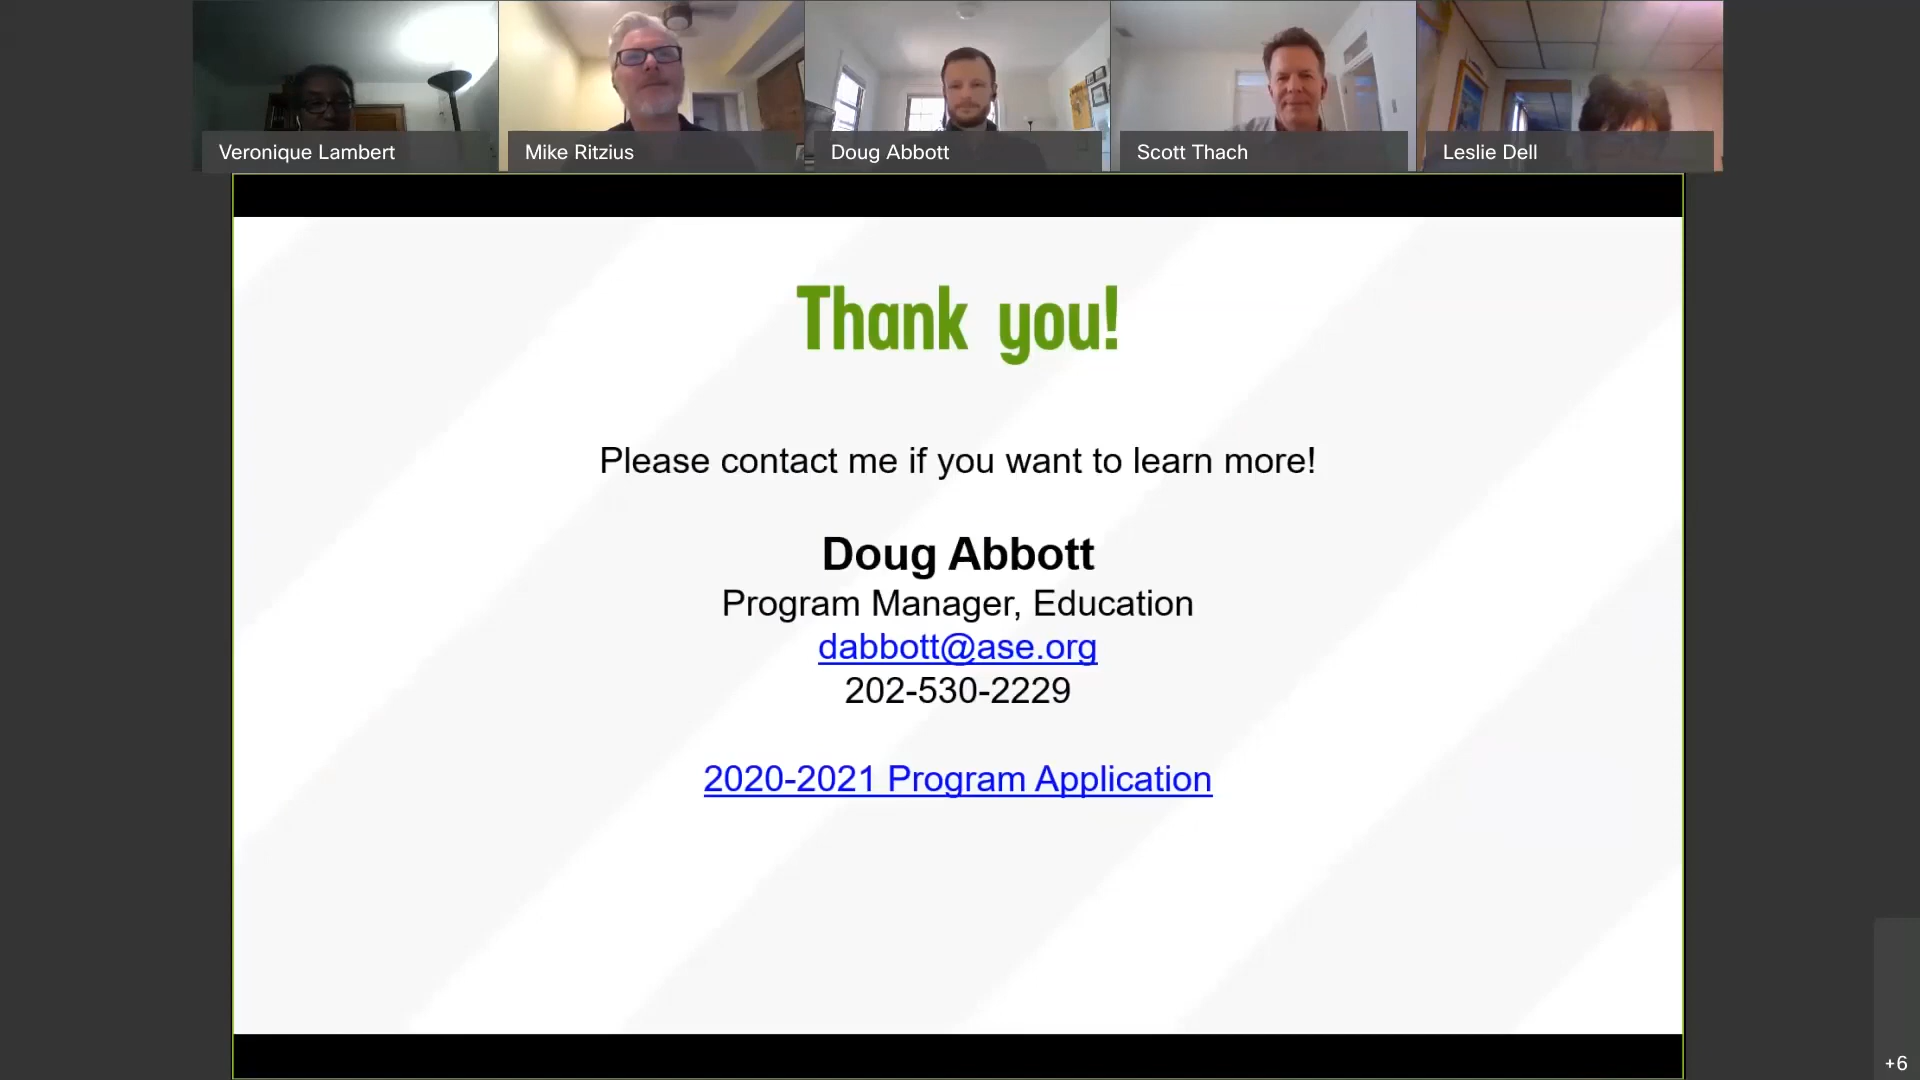 Veronique Lambert
Mike Ritzius
Doug Abbott
Scott Thach
Leslie Dell
Thank you!
Please contact me if you want to learn more!
Doug Abbott
Program Manager, Education
dabbott@ase.org
202-530-2229
2020-2021 Program Application
+6